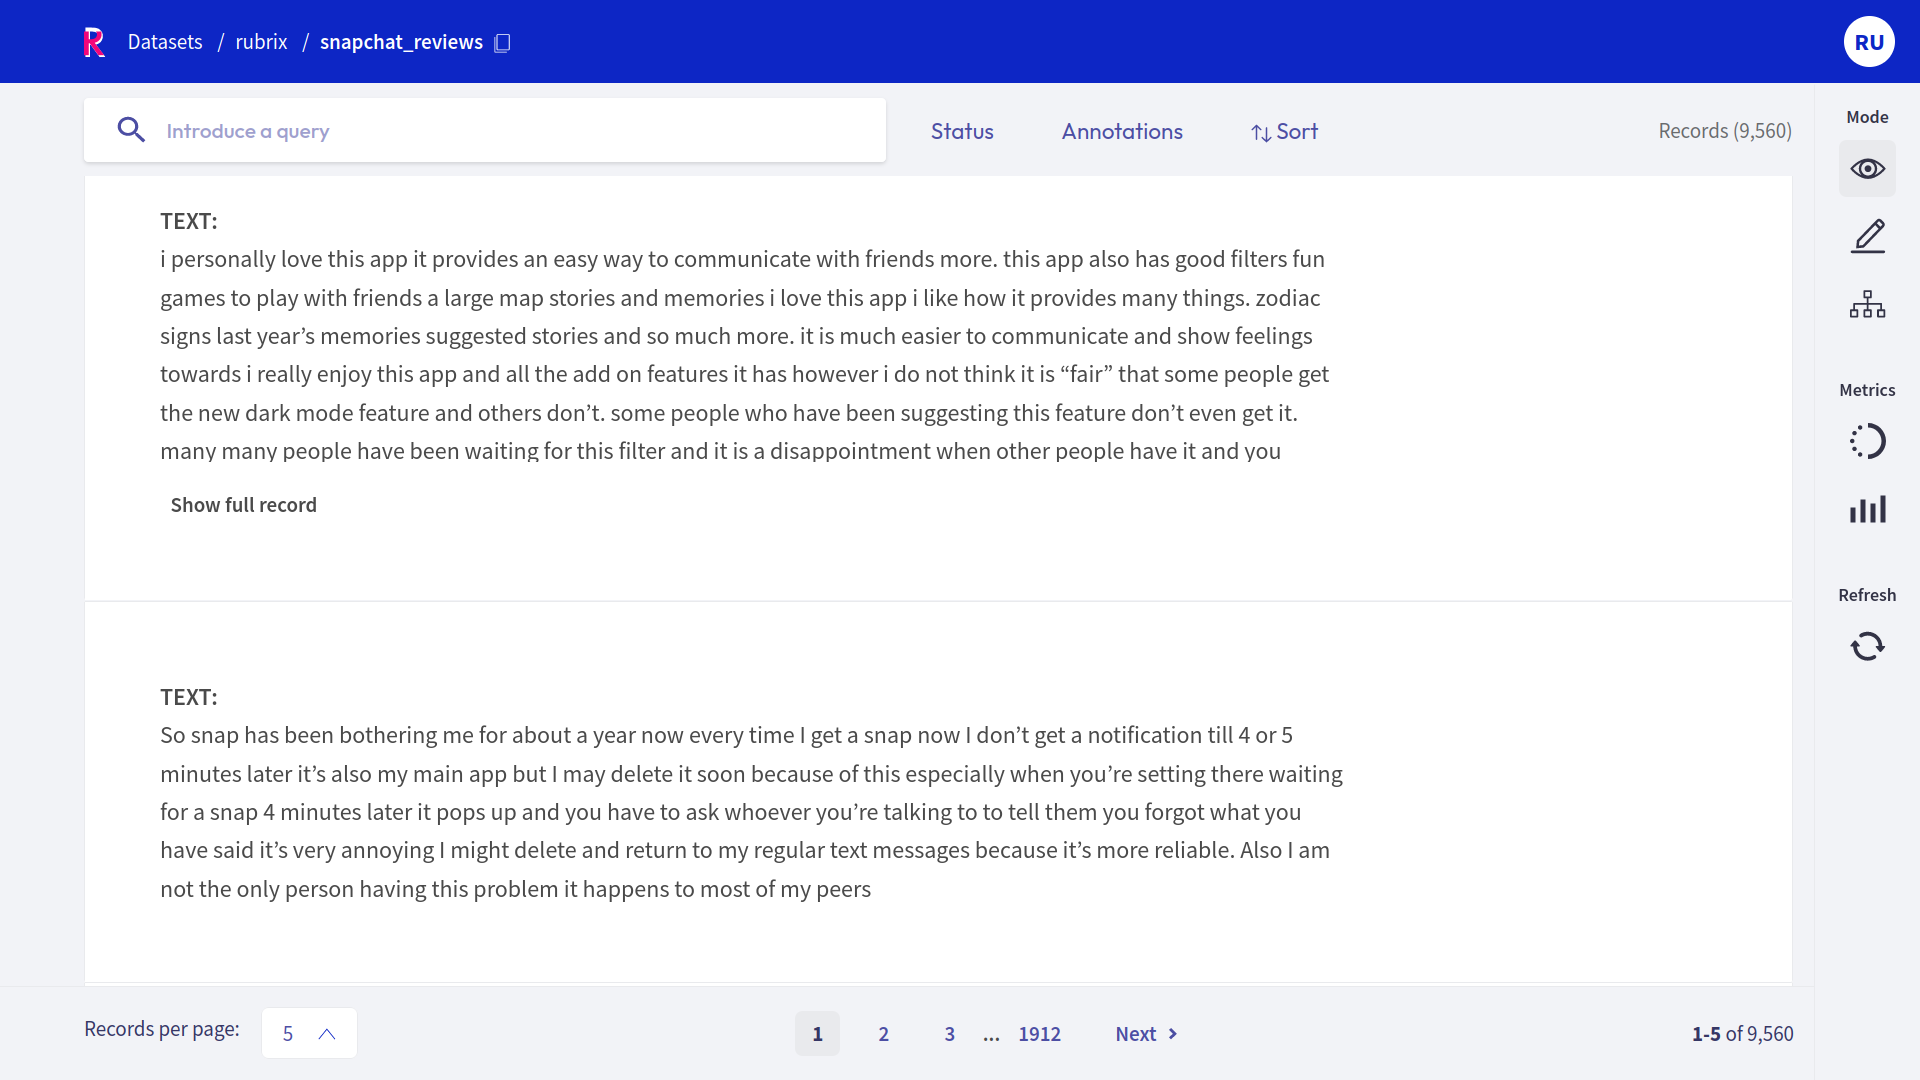 R Datasets / rubrix / snapchat_reviews RU
Introduce a query Status Annotations Sort Records (9,560)
Mode
TEXT:
i personally love this app it provides an easy way to communicate with friends more. this app also has good filters fun
games to play with friends a large map stories and memories i love this app i like how it provides many things. zodiac
signs last year’s memories suggested stories and so much more. it is much easier to communicate and show feelings
towards i really enjoy this app and all the add on features it has however i do not think it is “fair” that some people get
the new dark mode feature and others don’t. some people who have been suggesting this feature don’t even get it.
many many people have been waiting for this filter and it is a disappointment when other people have it and you
Show full record
Metrics
Refresh
TEXT:
So snap has been bothering me for about a year now every time I get a snap now I don’t get a notification till 4 or 5
minutes later it’s also my main app but I may delete it soon because of this especially when you’re setting there waiting
for a snap 4 minutes later it pops up and you have to ask whoever you’re talking to to tell them you forgot what you
have said it’s very annoying I might delete and return to my regular text messages because it’s more reliable. Also I am
not the only person having this problem it happens to most of my peers
Records per page: 5 1 2 3 ... 1912 Next 1-5 of 9,560